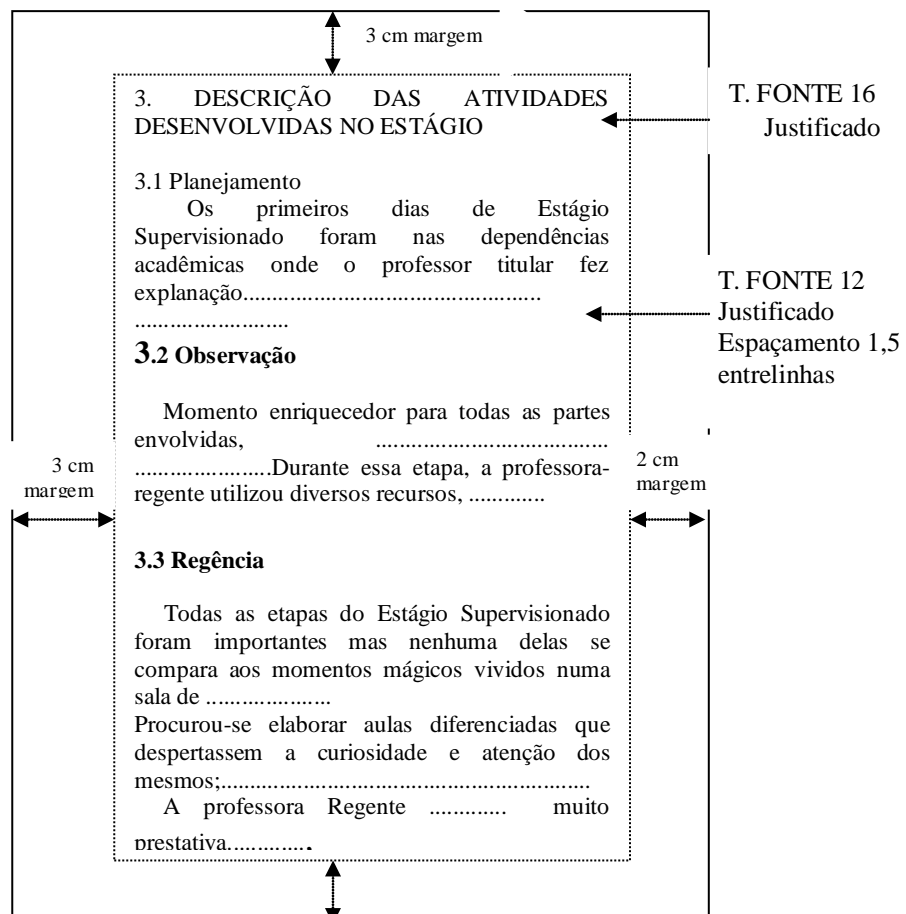 3 cm margem
3. DESCRIÇÃO DAS ATIVIDADES
DESENVOLVIDAS NO ESTÁGIO
T. FONTE 16
Justificado
3.1 Planejamento
Os primeiros dias de Estágio
Supervisionado foram nas dependências
acadêmicas onde o professor titular fez
explanação....................................................
...........................
T. FONTE 12
Justificado
Espaçamento 1,5
entrelinhas
3.2 Observação
Momento enriquecedor para todas as partes
envolvidas, ........................................
........................Durante essa etapa, a professora-
regente utilizou diversos recursos, .............
3 cm
margem
2 cm
margem
3.3 Regência
Todas as etapas do Estágio Supervisionado
foram importantes mas nenhuma delas se
compara aos momentos mágicos vividos numa
sala de ......................
Procurou-se elaborar aulas diferenciadas que
despertassem a curiosidade e atenção dos
mesmos;................................................................
A professora Regente ............. muito
prestativa..............